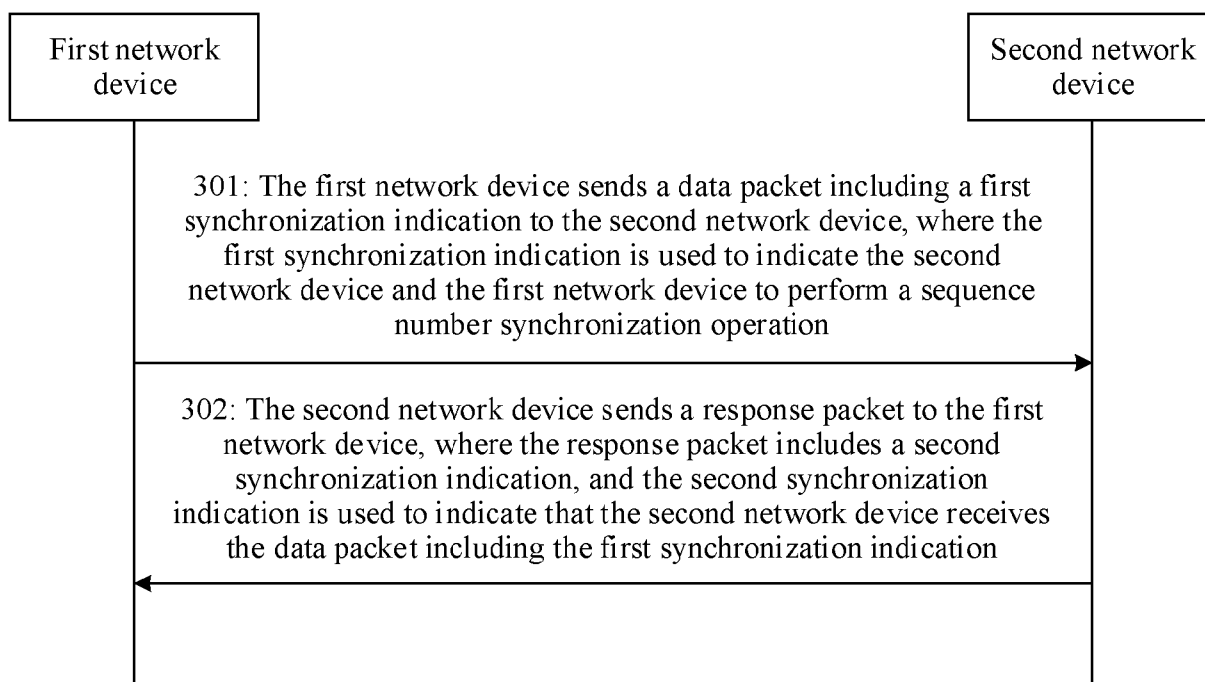 First network
device
Second network
device
301: The first network device sends a data packet including a first
synchronization indication to the second network device, where the
first synchronization indication is used to indicate the second
network device and the first network device to perform a sequence
number synchronization operation
302: The second network device sends a response packet to the first
network device, where the response packet includes a second
synchronization indication, and the second synchronization
indication is used to indicate that the second network device receives
the data packet including the first synchronization indication